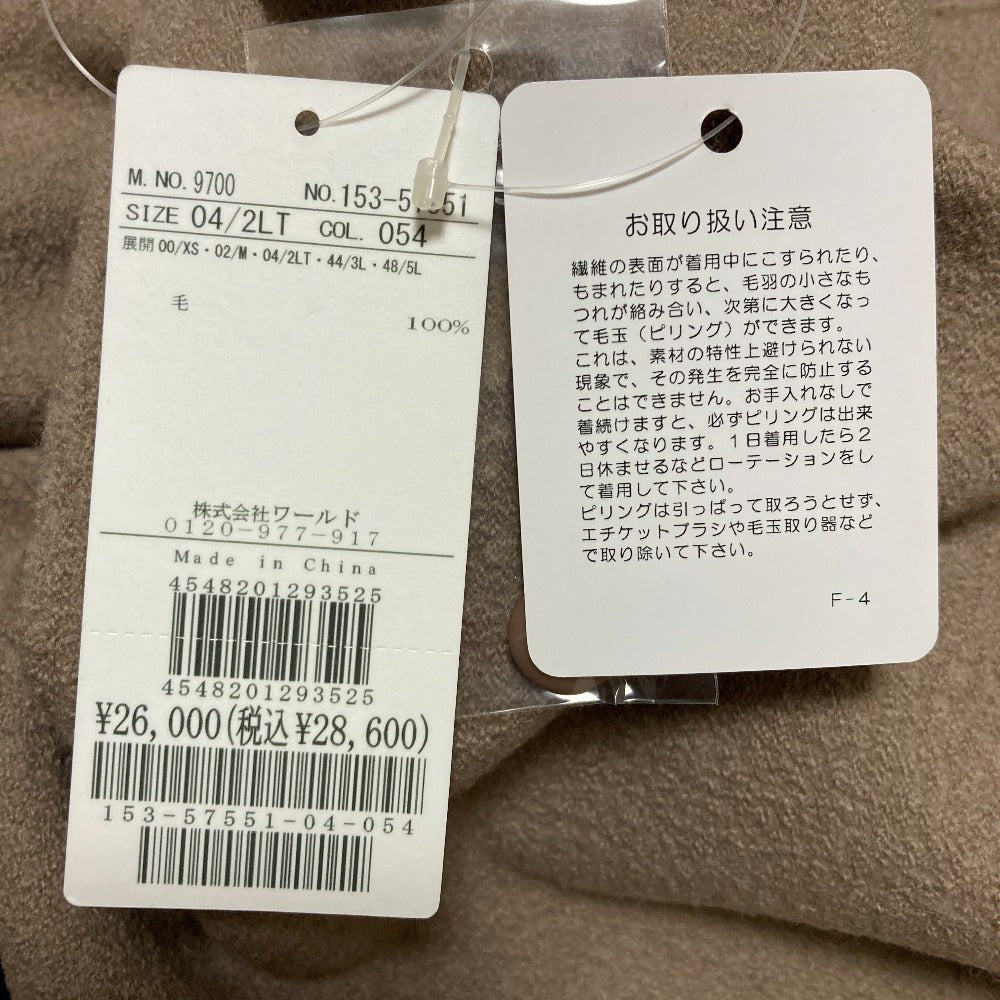 M. NO. 9700
SIZE 04/2LT COL. 054
展開 00/XS・02/M・04/2LT・44/3L・48/5L
毛
100%
株式会社ワールド
0120-977-917
Made in China
4548201293525
4548201293525
¥26,000(税込¥28,600)
153-57551-04-054
お取り扱い注意
繊維の表面が着用中にこすられたり、
もまれたりすると、毛羽の小さなも
つれが絡み合い、次第に大きくなっ
て毛玉（ピリング）ができます。
これは、素材の特性上避けられない
現象で、その発生を完全に防止する
ことはできません。お手入れなしで
着続けますと、必ずピリングは出来
やすくなります。1日着用したら2
日休ませるなどローテーションをし
て着用して下さい。
ピリングは引っぱって取ろうとせず、
エチケットブラシや毛玉取り器など
で取り除いて下さい。
F-4